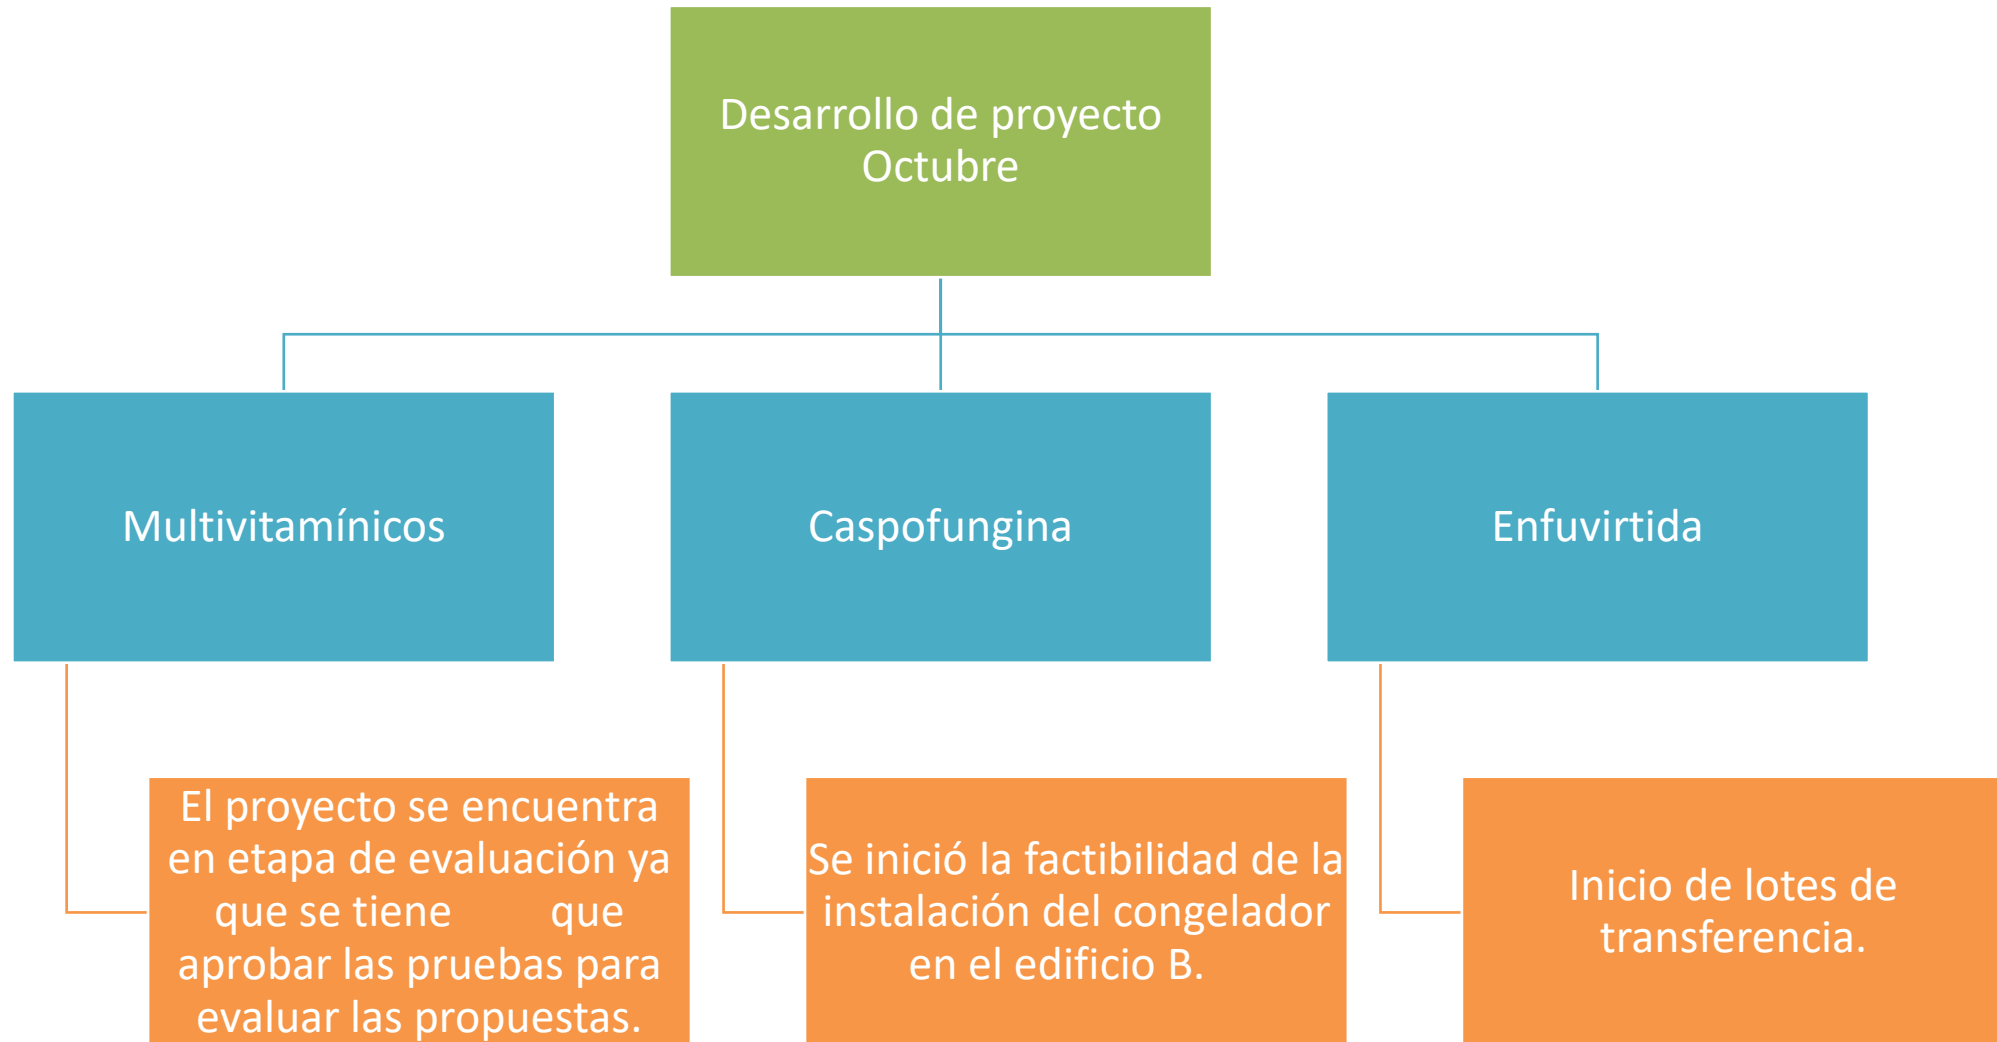 Desarrollo de proyecto
Octubre
Multivitamínicos
Caspofungina
Enfuvirtida
El proyecto se encuentra
en etapa de evaluación ya
que se tiene que
aprobar las pruebas para
evaluar las propuestas.
Se inició la factibilidad de la
instalación del congelador
en el edificio B.
Inicio de lotes de
transferencia.